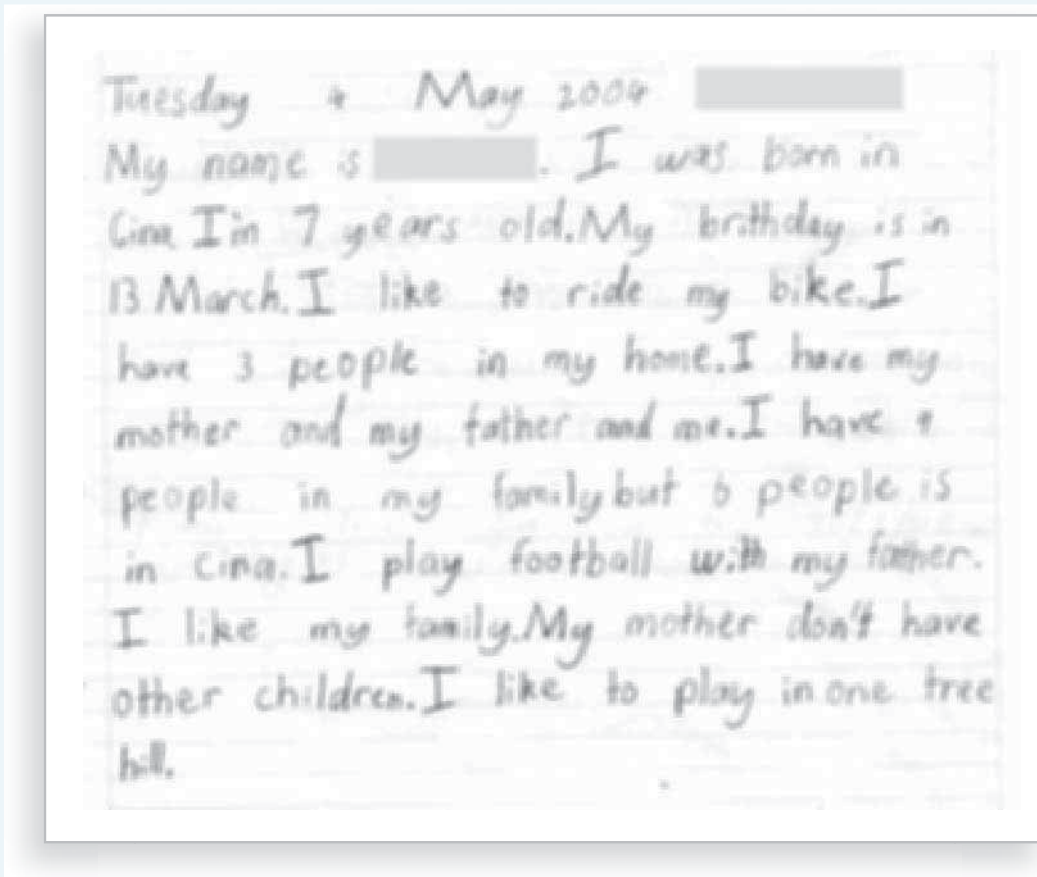 Tuesday 4 May 2004
My name is . I was born in
Cina I'm 7 years old.My brithday is in
13 March.I like to ride my bike.I
have 3 people in my home.I have my
mother and my father and me.I have 9
people in my family but 6 people is
in Cina.I play football with my father.
I like my family.My mother don't have
other children.I like to play in one tree
hill.